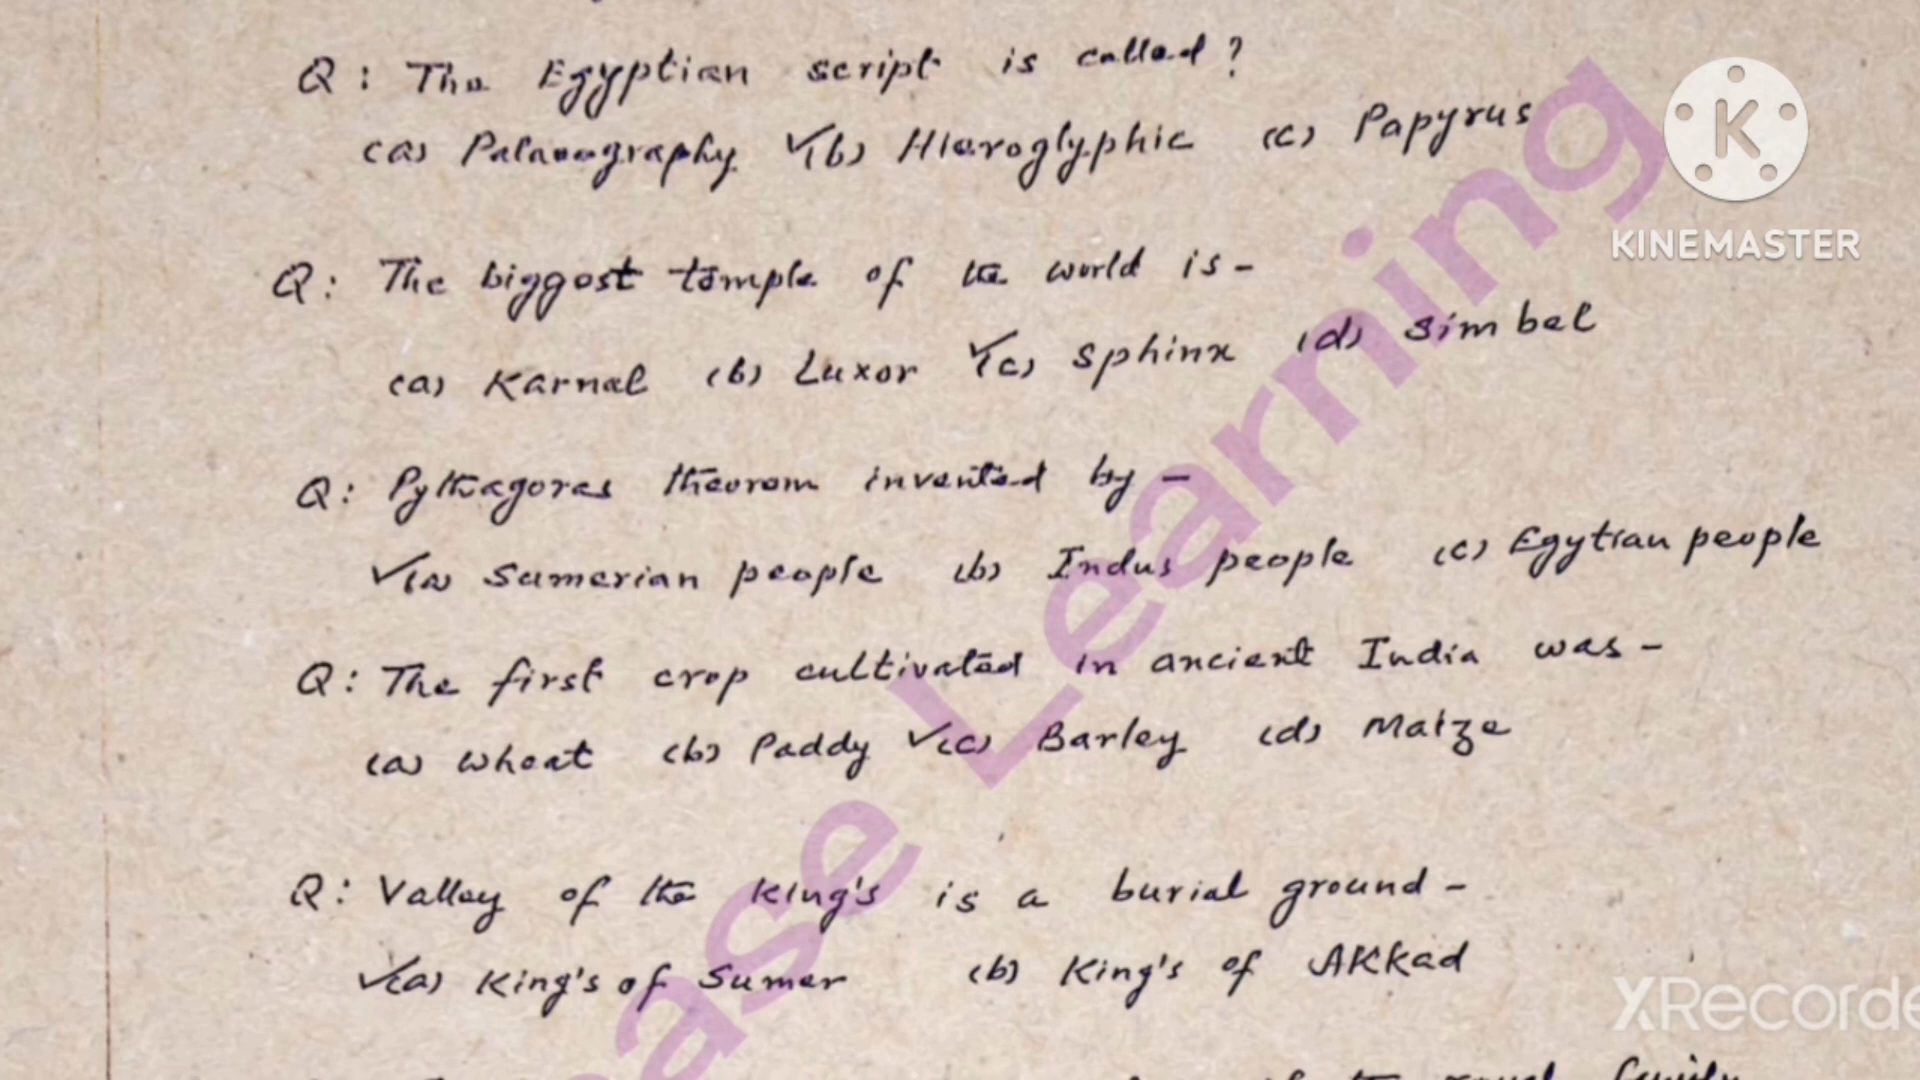 Q: The Egyptian script is called?
(a) Palaeography ✓(b) Hieroglyphic (c) Papyrus
KINEMASTER
Q: The biggest temple of the world is -
(a) Karnal (b) Luxor ✓(c) Sphinx (d) Simbel
Q: Pythagoras theorem invented by -
✓(a) Sumerian people (b) Indus people (c) Egytian people
Q: The first crop cultivated in ancient India was -
(a) wheat (b) Paddy ✓(c) Barley (d) Maize
Q: Valley of the King's is a burial ground -
✓(a) King's of Sumer (b) King's of AKkad
ase Learning
XRecorde